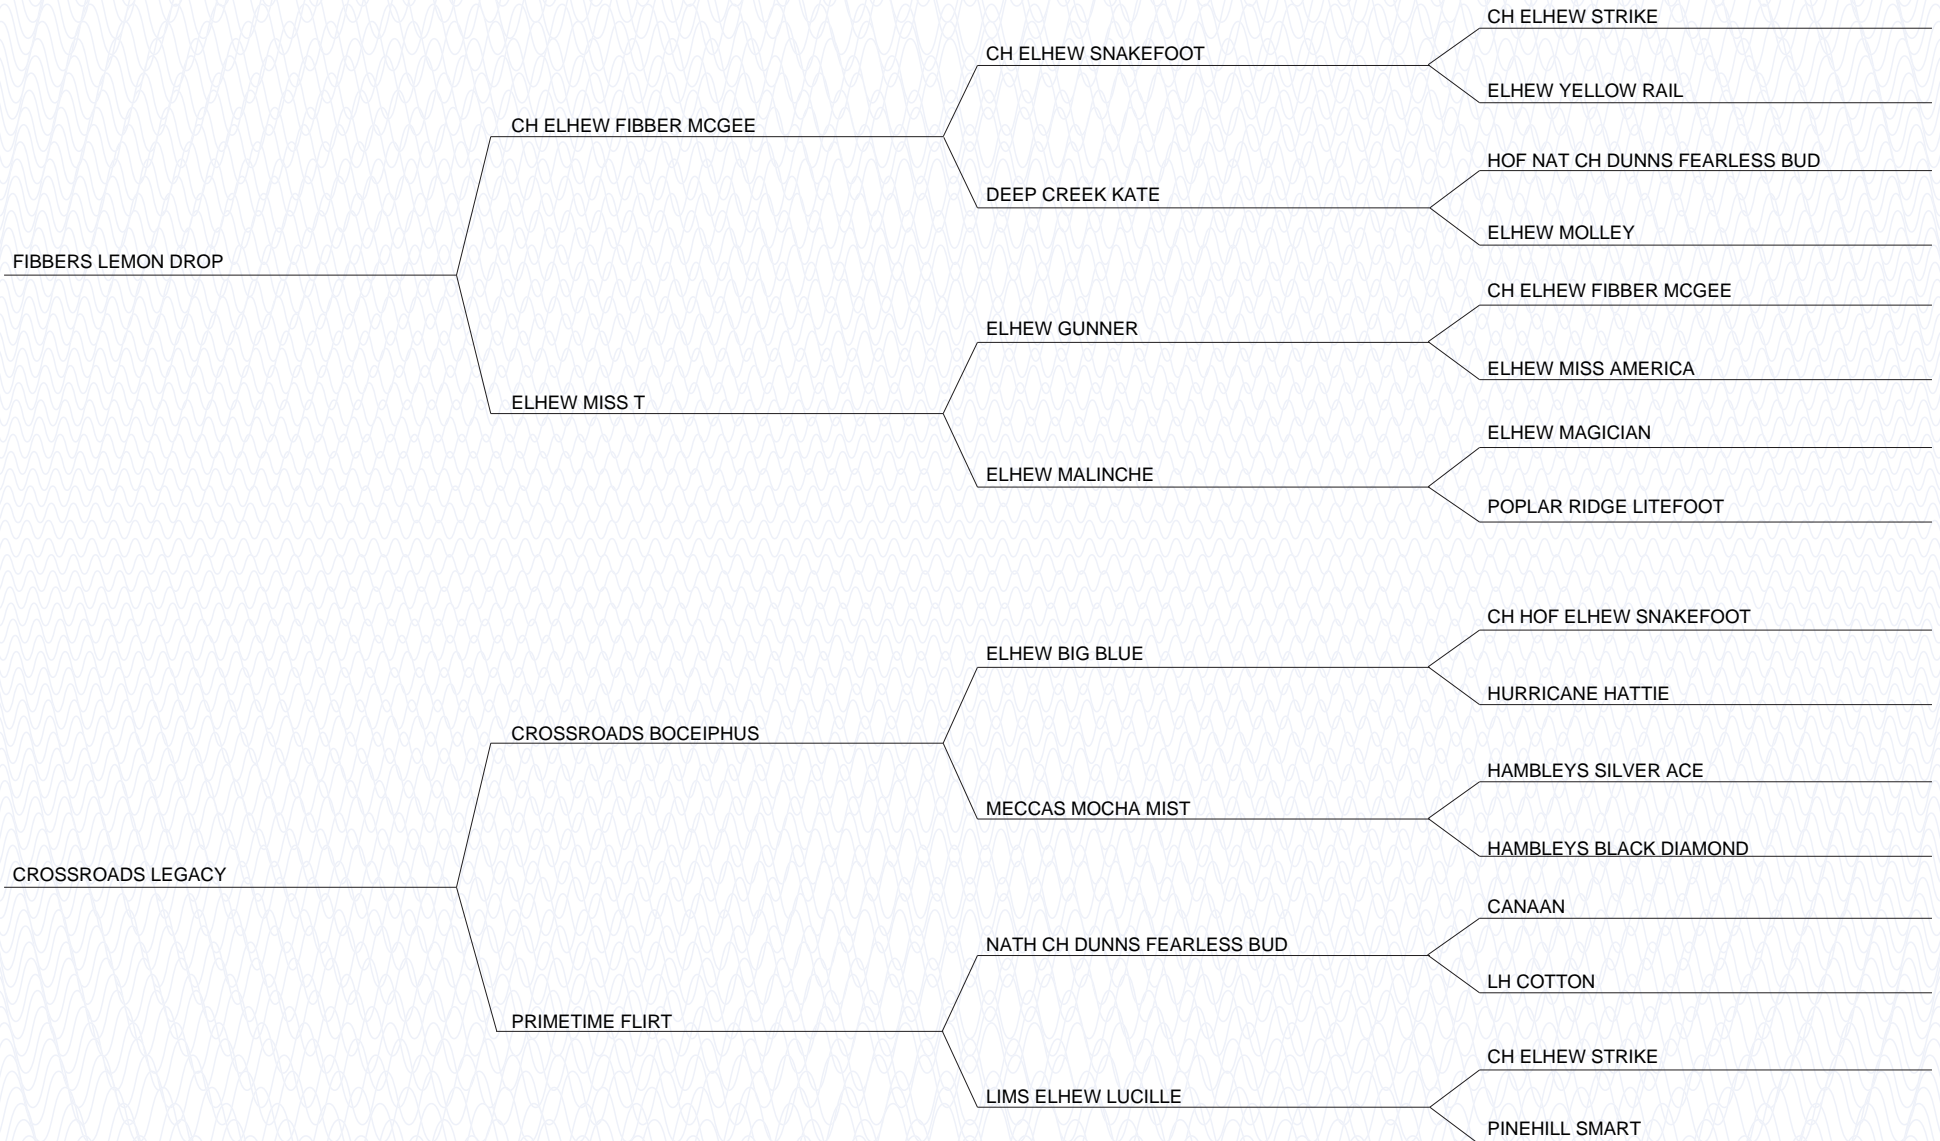 CH ELHEW STRIKE
CH ELHEW SNAKEFOOT
ELHEW YELLOW RAIL
CH ELHEW FIBBER MCGEE
HOF NAT CH DUNNS FEARLESS BUD
DEEP CREEK KATE
ELHEW MOLLEY
FIBBERS LEMON DROP
CH ELHEW FIBBER MCGEE
ELHEW GUNNER
ELHEW MISS AMERICA
ELHEW MISS T
ELHEW MAGICIAN
ELHEW MALINCHE
POPLAR RIDGE LITEFOOT
CH HOF ELHEW SNAKEFOOT
ELHEW BIG BLUE
HURRICANE HATTIE
CROSSROADS BOCEIPHUS
HAMBLEYS SILVER ACE
MECCAS MOCHA MIST
HAMBLEYS BLACK DIAMOND
CROSSROADS LEGACY
CANAAN
NATH CH DUNNS FEARLESS BUD
LH COTTON
PRIMETIME FLIRT
CH ELHEW STRIKE
LIMS ELHEW LUCILLE
PINEHILL SMART